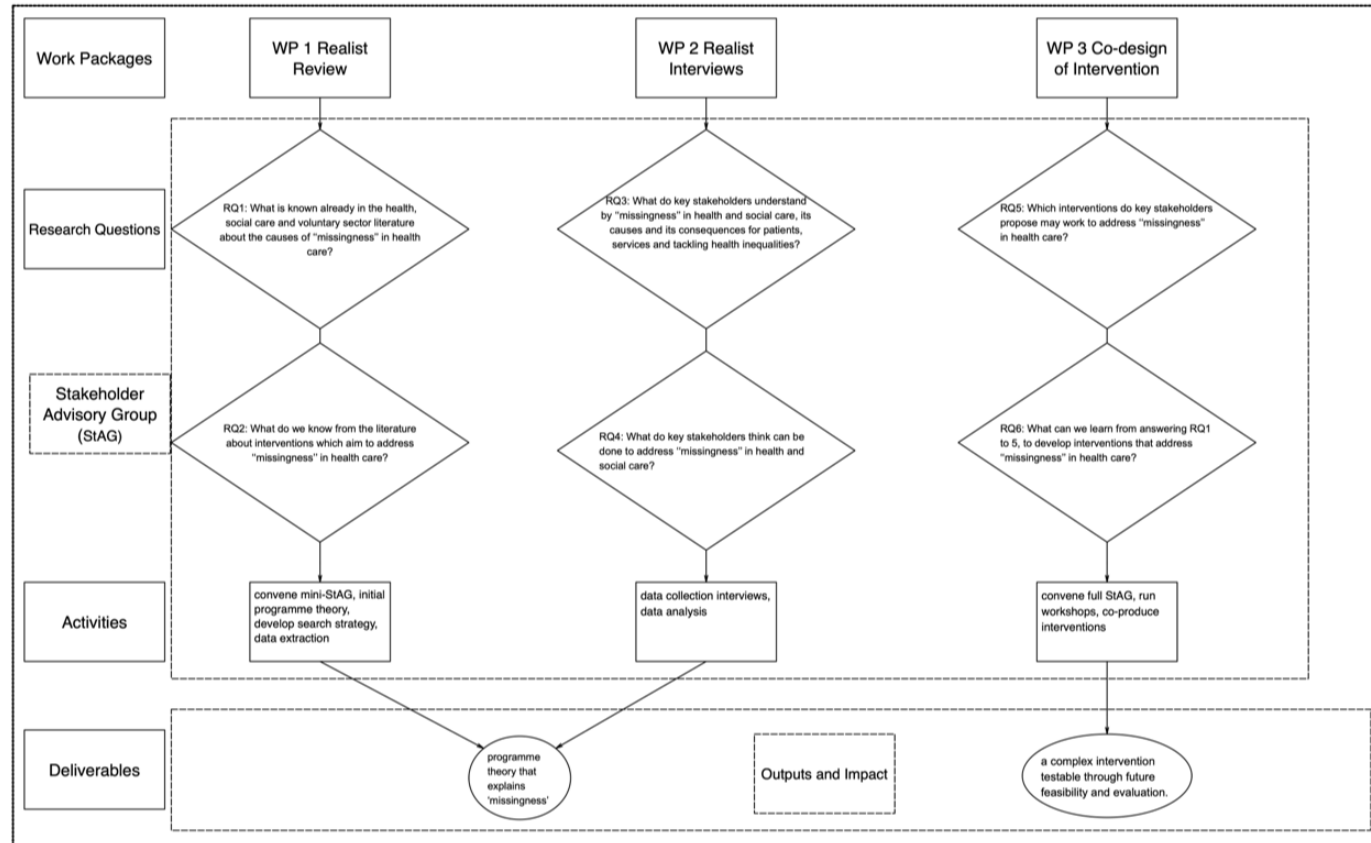 Work Packages
WP 1 Realist
Review
WP 2 Realist
Interviews
WP 3 Co-design
of Intervention
Research Questions
RQ1: What is known already in the health,
social care and voluntary sector literature
about the causes of "missingness" in health
care?
RQ3: What do key stakeholders understand
by "missingness" in health and social care, its
causes and its consequences for patients,
services and tackling health inequalities?
RQ5: Which interventions do key stakeholders
propose may work to address "missingness"
in health care?
Stakeholder
Advisory Group
(StAG)
RQ2: What do we know from the literature
about interventions which aim to address
"missingness" in health care?
RQ4: What do key stakeholders think can be
done to address "missingness" in health and
social care?
RQ6: What can we learn from answering RQ1
to 5, to develop interventions that address
"missingness" in health care?
Activities
convene mini-StAG, initial
programme theory,
develop search strategy,
data extraction
data collection interviews,
data analysis
convene full StAG, run
workshops, co-produce
interventions
Deliverables
programme
theory that
explains
'missingness'
Outputs and Impact
a complex intervention
testable through future
feasibility and evaluation.